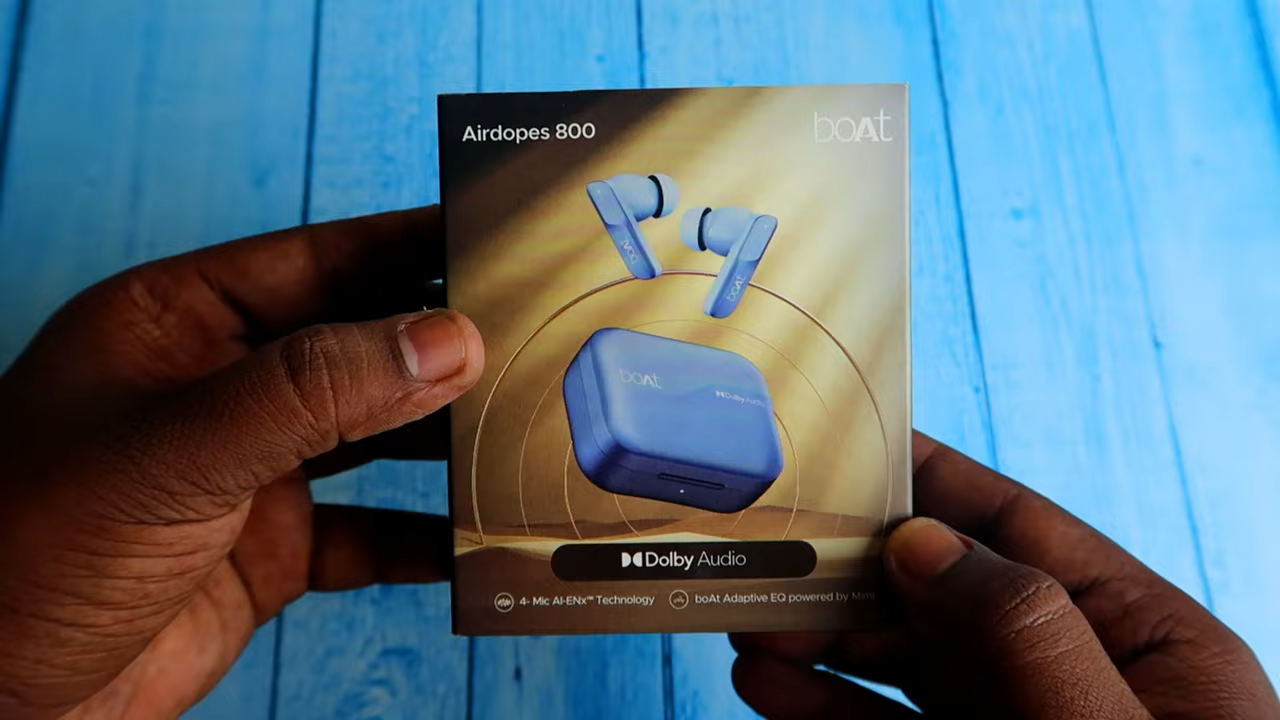 Airdopes 800
boAt
boAt
boAt
boAt
Dolby Audio
Dolby Audio
4- Mic AI-ENx™ Technology
boAt Adaptive EQ powered by Mimi